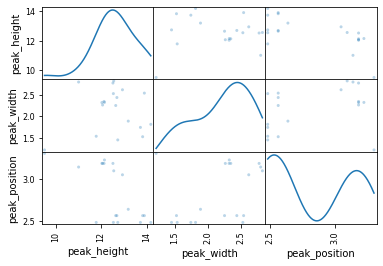 14
12
10
peak_height
2.5
2.0
1.5
peak_width
3.0
2.5
peak_position
10
12
14
1.5
2.0
2.5
2.5
3.0
peak_height
peak_width
peak_position